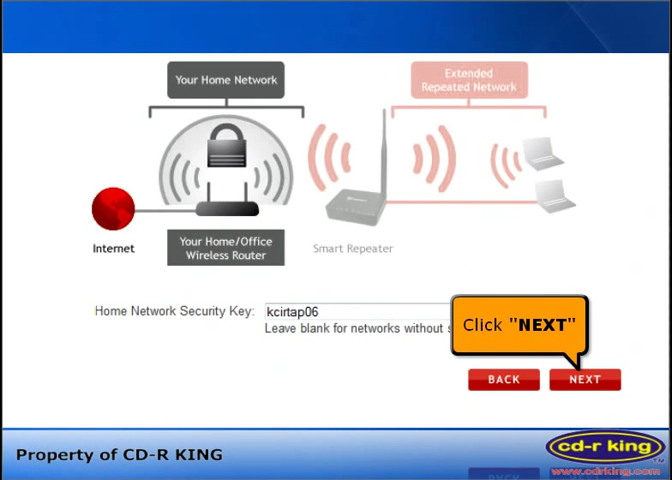 Your Home Network
Extended
Repeated Network
Internet
Your Home/Office
Wireless Router
Smart Repeater
Home Network Security Key:
kcirtap06
Leave blank for networks without s
Click "NEXT"
BACK
NEXT
Property of CD-R KING
cd-r king
TM
www.cdrking.com